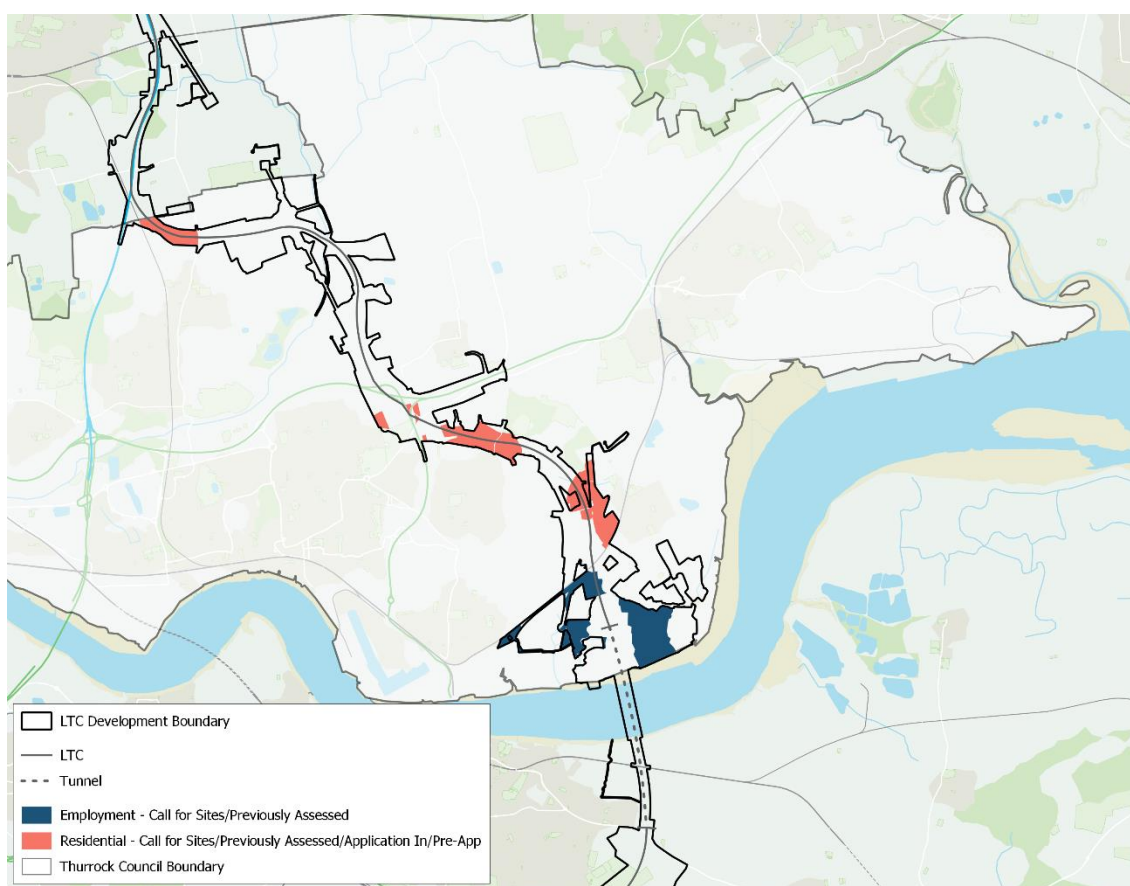 LTC Development Boundary
LTC
Tunnel
Employment - Call for Sites/Previously Assessed
Residential - Call for Sites/Previously Assessed/Application In/Pre-App
Thurrock Council Boundary